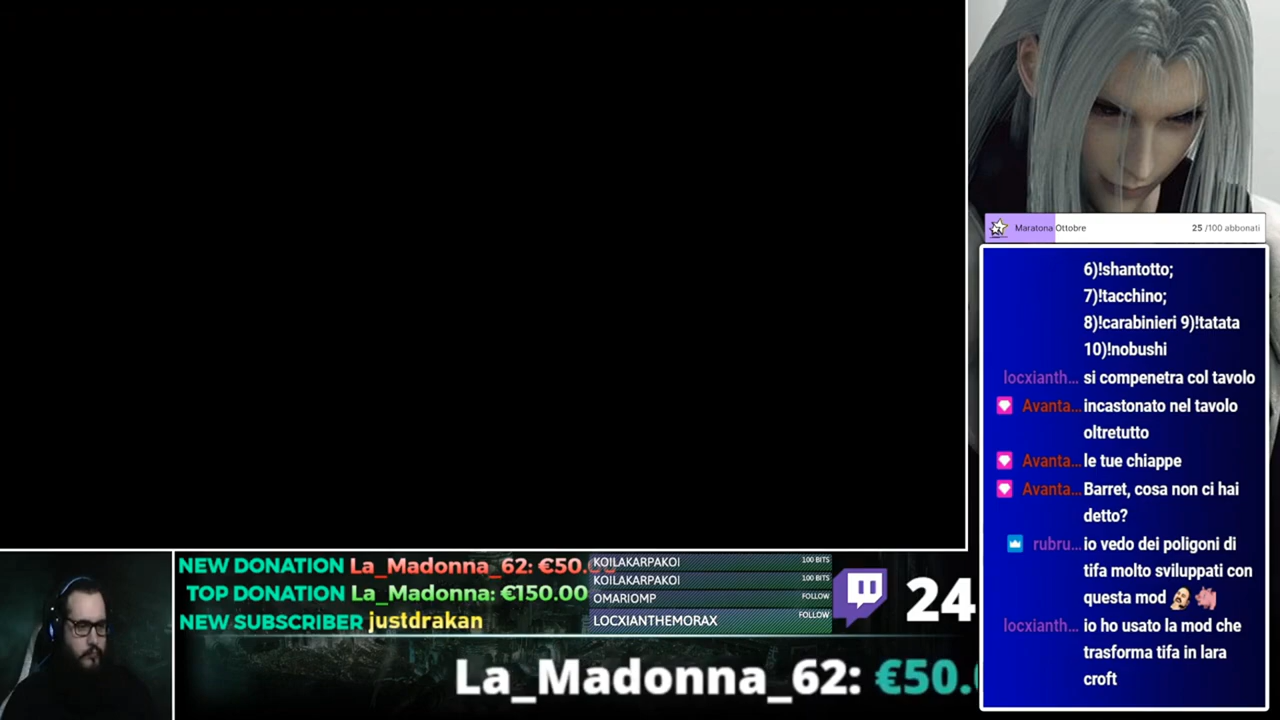 Maratona Ottobre
25 /100 abbonati
6)!shantotto;
7)!tacchino;
8)!carabinieri 9)!tatata
10)!nobushi
locxianth... si compenetra col tavolo
Avanta... incastonato nel tavolo
oltretutto
Avanta... le tue chiappe
Avanta... Barret, cosa non ci hai
detto?
rubru... io vedo dei poligoni di
tifa molto sviluppati con
questa mod
locxianth... io ho usato la mod che
trasforma tifa in lara
croft
NEW DONATION La_Madonna_62: €50.
TOP DONATION La_Madonna: €150.00
NEW SUBSCRIBER justdrakan
KOILAKARPAKOI 100 BITS
KOILAKARPAKOI 100 BITS
OMARIOMP FOLLOW
LOCXIANTHEMORAX FOLLOW
24
La_Madonna_62: €50.